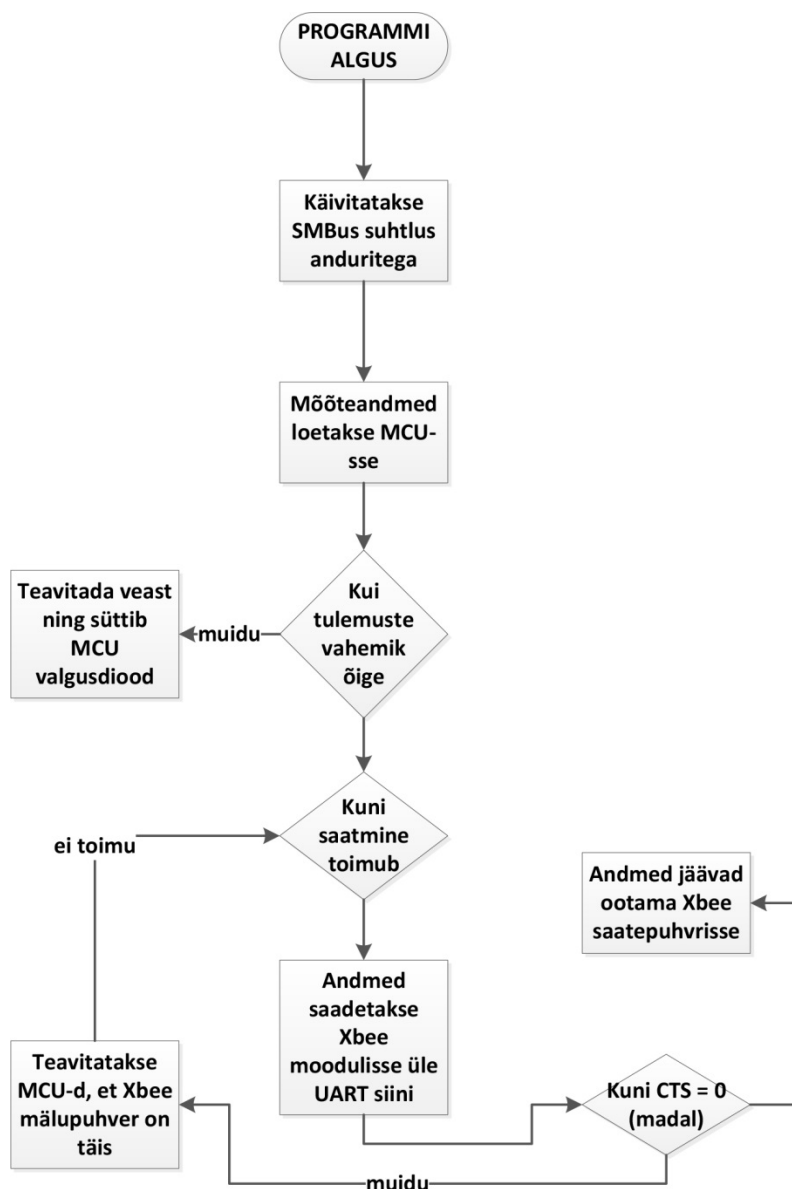 PROGRAMMI
ALGUS
Käivitatakse
SMBus suhtlus
anduritega
Mõõteandmed
loetakse MCU-
sse
Kui
tulemuste
vahemik
õige
muidu
Teavitada veast
ning süttib
MCU
valgusdiood
Kuni
saatmine
toimub
ei toimu
Andmed jäävad
ootama Xbee
saatepuhvrisse
Andmed
saadetakse
Xbee
moodulisse üle
UART siini
Teavitatakse
MCU-d, et Xbee
mälupuhver on
täis
Kuni CTS = 0
(madal)
muidu